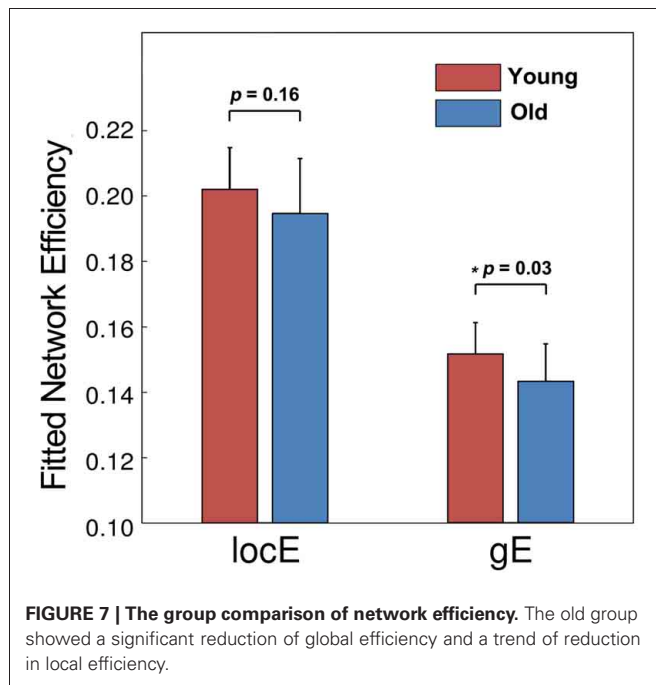 Young
Old
p = 0.16
* p = 0.03
Fitted Network Efficiency
0.22
0.20
0.18
0.16
0.14
0.12
0.10
locE
gE
FIGURE 7 | The group comparison of network efficiency. The old group
showed a significant reduction of global efficiency and a trend of reduction
in local efficiency.